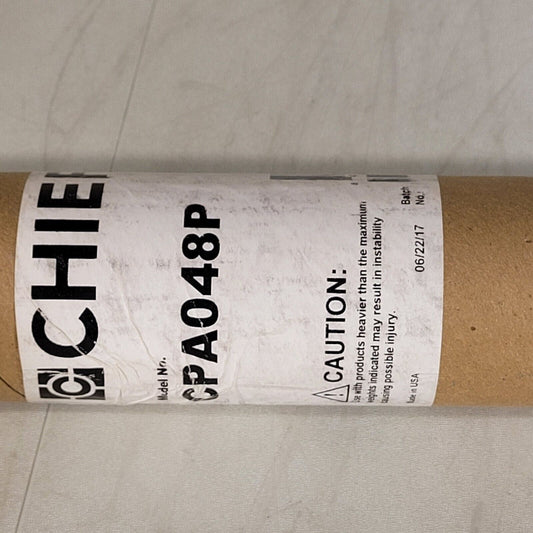 CHIEF
Model No.
CPA048P
CAUTION:
Use with products heavier than the maximum
weights indicated may result in instability
causing possible injury.
Batch
No.:
06/22/17
Made in USA